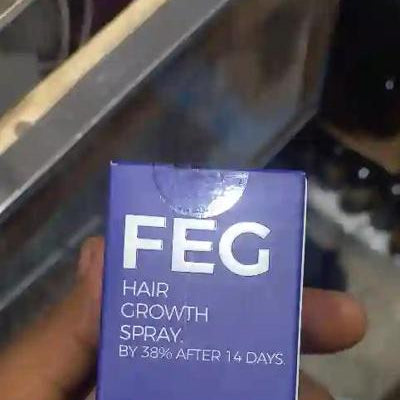 FEG
HAIR
GROWTH
SPRAY.
BY 38% AFTER 14 DAYS.